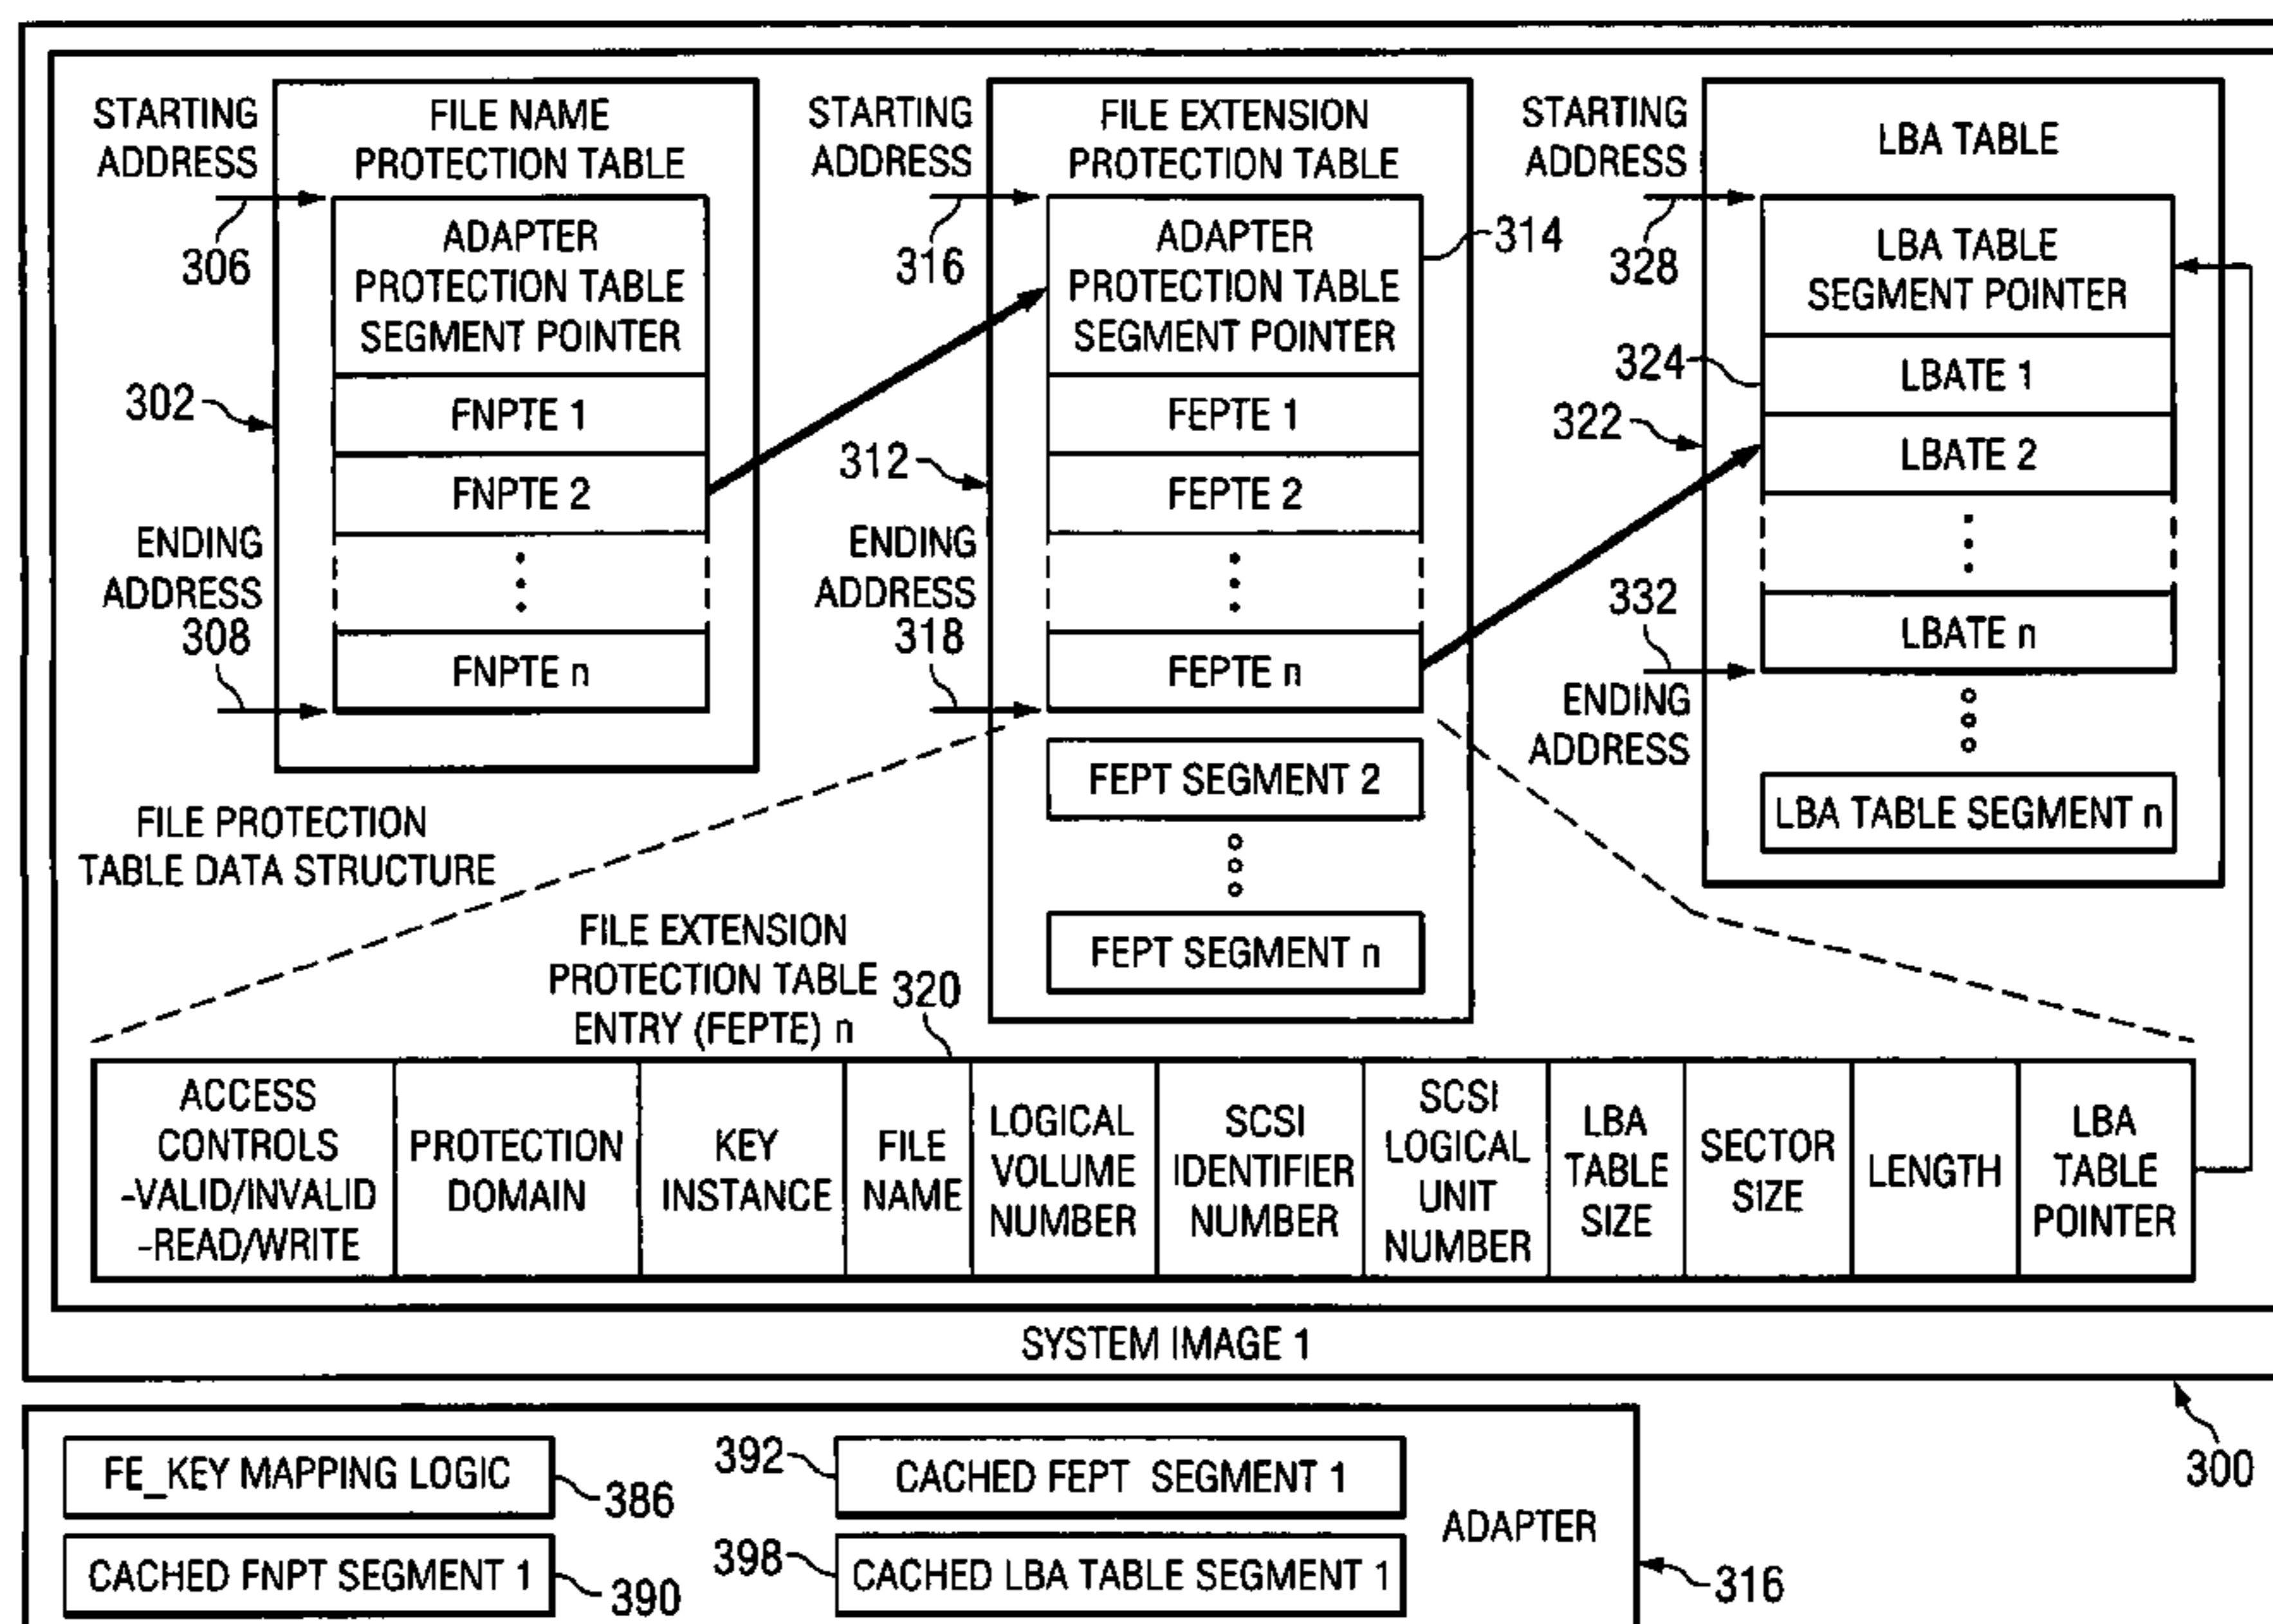 STARTING
ADDRESS
306
FILE NAME
PROTECTION TABLE
ADAPTER
PROTECTION TABLE
SEGMENT POINTER
302
FNPTE 1
FNPTE 2
ENDING
ADDRESS
308
FNPTE n
STARTING
ADDRESS
316
FILE EXTENSION
PROTECTION TABLE
ADAPTER
PROTECTION TABLE
SEGMENT POINTER
314
312
FEPTE 1
FEPTE 2
ENDING
ADDRESS
318
FEPTE n
FEPT SEGMENT 2
FEPT SEGMENT n
STARTING
ADDRESS
328
LBA TABLE
LBA TABLE
SEGMENT POINTER
324
LBATE 1
322
LBATE 2
332
LBATE n
ENDING
ADDRESS
LBA TABLE SEGMENT n
FILE PROTECTION
TABLE DATA STRUCTURE
FILE EXTENSION
PROTECTION TABLE
ENTRY (FEPTE) n
320
ACCESS
CONTROLS
-VALID/INVALID
-READ/WRITE
PROTECTION
DOMAIN
KEY
INSTANCE
FILE
NAME
LOGICAL
VOLUME
NUMBER
SCSI
IDENTIFIER
NUMBER
SCSI
LOGICAL
UNIT
NUMBER
LBA
TABLE
SIZE
SECTOR
SIZE
LENGTH
LBA
TABLE
POINTER
SYSTEM IMAGE 1
300
FE_KEY MAPPING LOGIC
386
392
CACHED FEPT SEGMENT 1
ADAPTER
CACHED FNPT SEGMENT 1
390
398
CACHED LBA TABLE SEGMENT 1
316